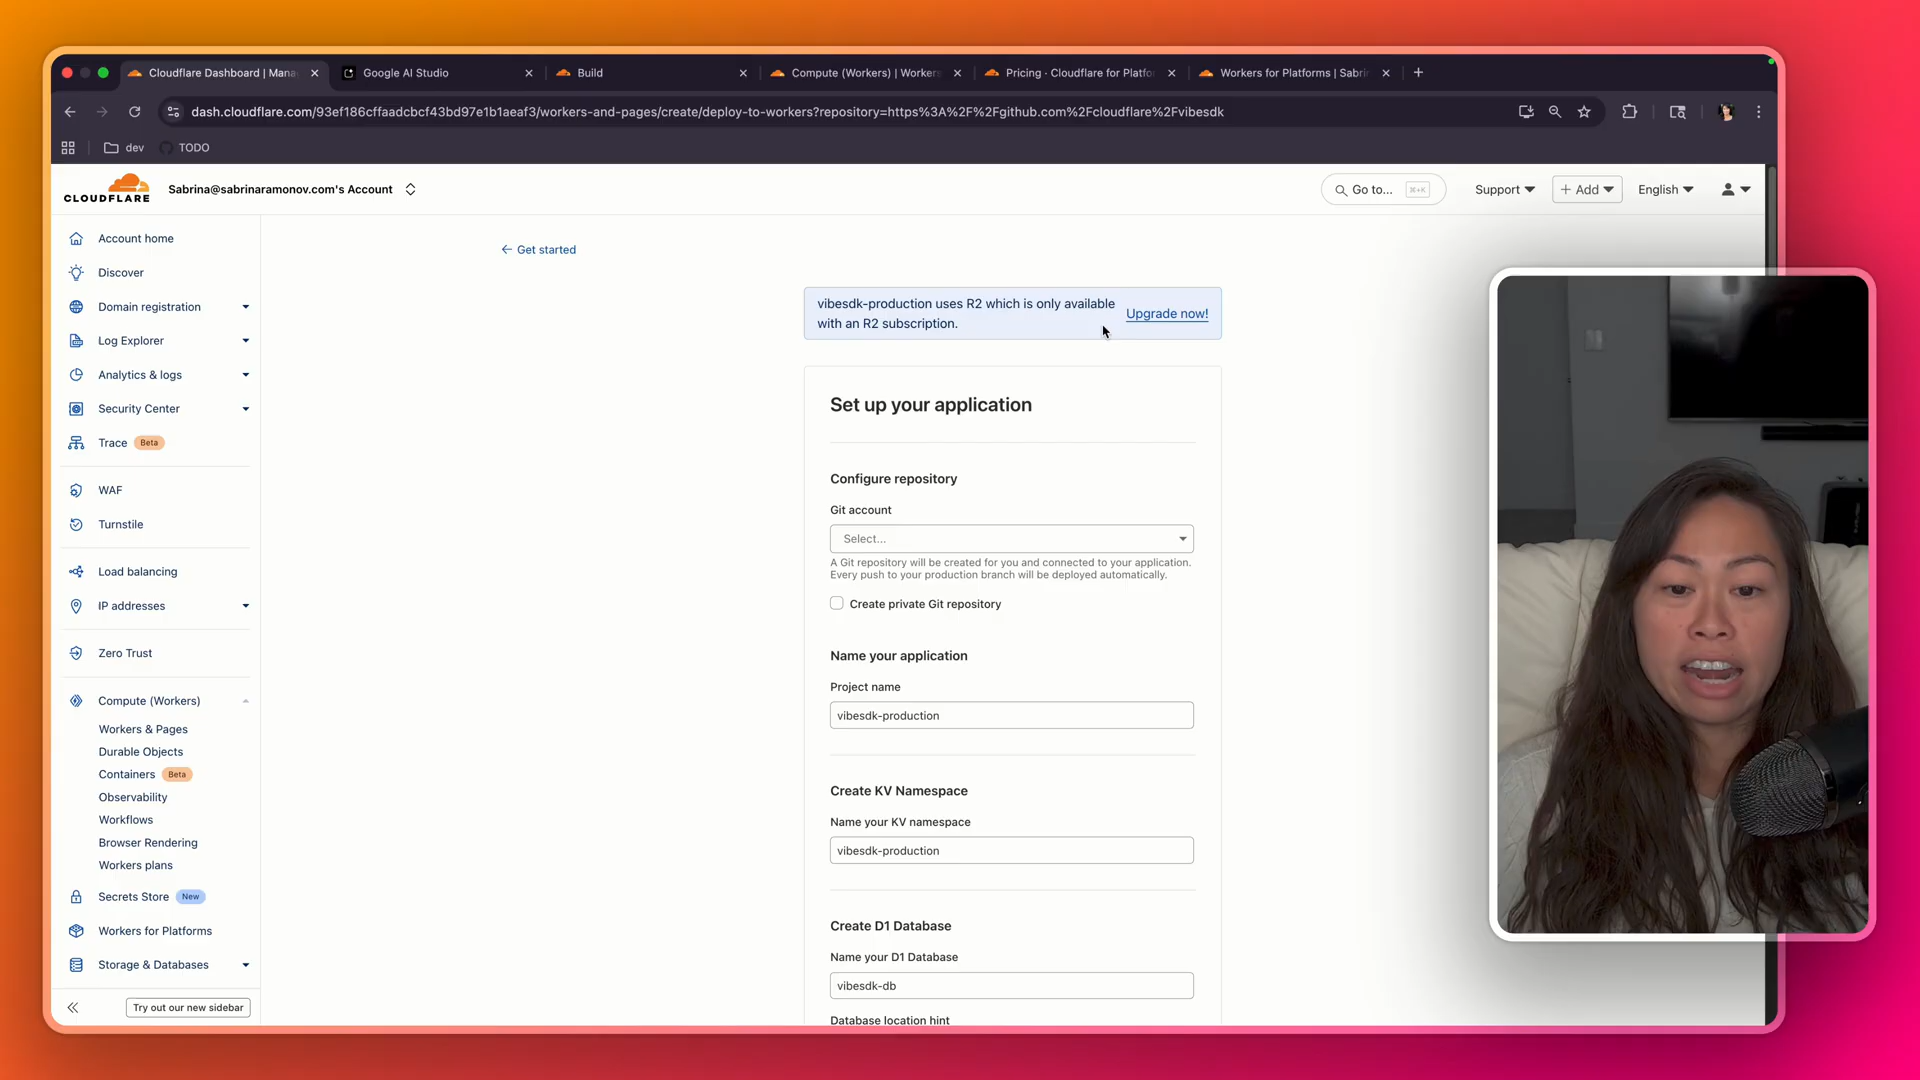 Cloudflare Dashboard | Mana
Google AI Studio
Build
Compute (Workers) | Workers
Pricing · Cloudflare for Platfo
Workers for Platforms | Sabri
dash.cloudflare.com/93ef186cffaadcbcf43bd97e1b1aeaf3/workers-and-pages/create/deploy-to-workers?repository=https%3A%2F%2Fgithub.com%2Fcloudflare%2Fvibesdk
dev
TODO
CLOUDFLARE
Sabrina@sabrinaramonov.com's Account
Go to...
⌘+K
Support
+ Add
English
Account home
Discover
Domain registration
Log Explorer
Analytics & logs
Security Center
Trace Beta
WAF
Turnstile
Load balancing
IP addresses
Zero Trust
Compute (Workers)
Workers & Pages
Durable Objects
Containers Beta
Observability
Workflows
Browser Rendering
Workers plans
Secrets Store New
Workers for Platforms
Storage & Databases
Try out our new sidebar
← Get started
vibesdk-production uses R2 which is only available
with an R2 subscription.
Upgrade now!
Set up your application
Configure repository
Git account
Select...
A Git repository will be created for you and connected to your application.
Every push to your production branch will be deployed automatically.
Create private Git repository
Name your application
Project name
vibesdk-production
Create KV Namespace
Name your KV namespace
vibesdk-production
Create D1 Database
Name your D1 Database
vibesdk-db
Database location hint